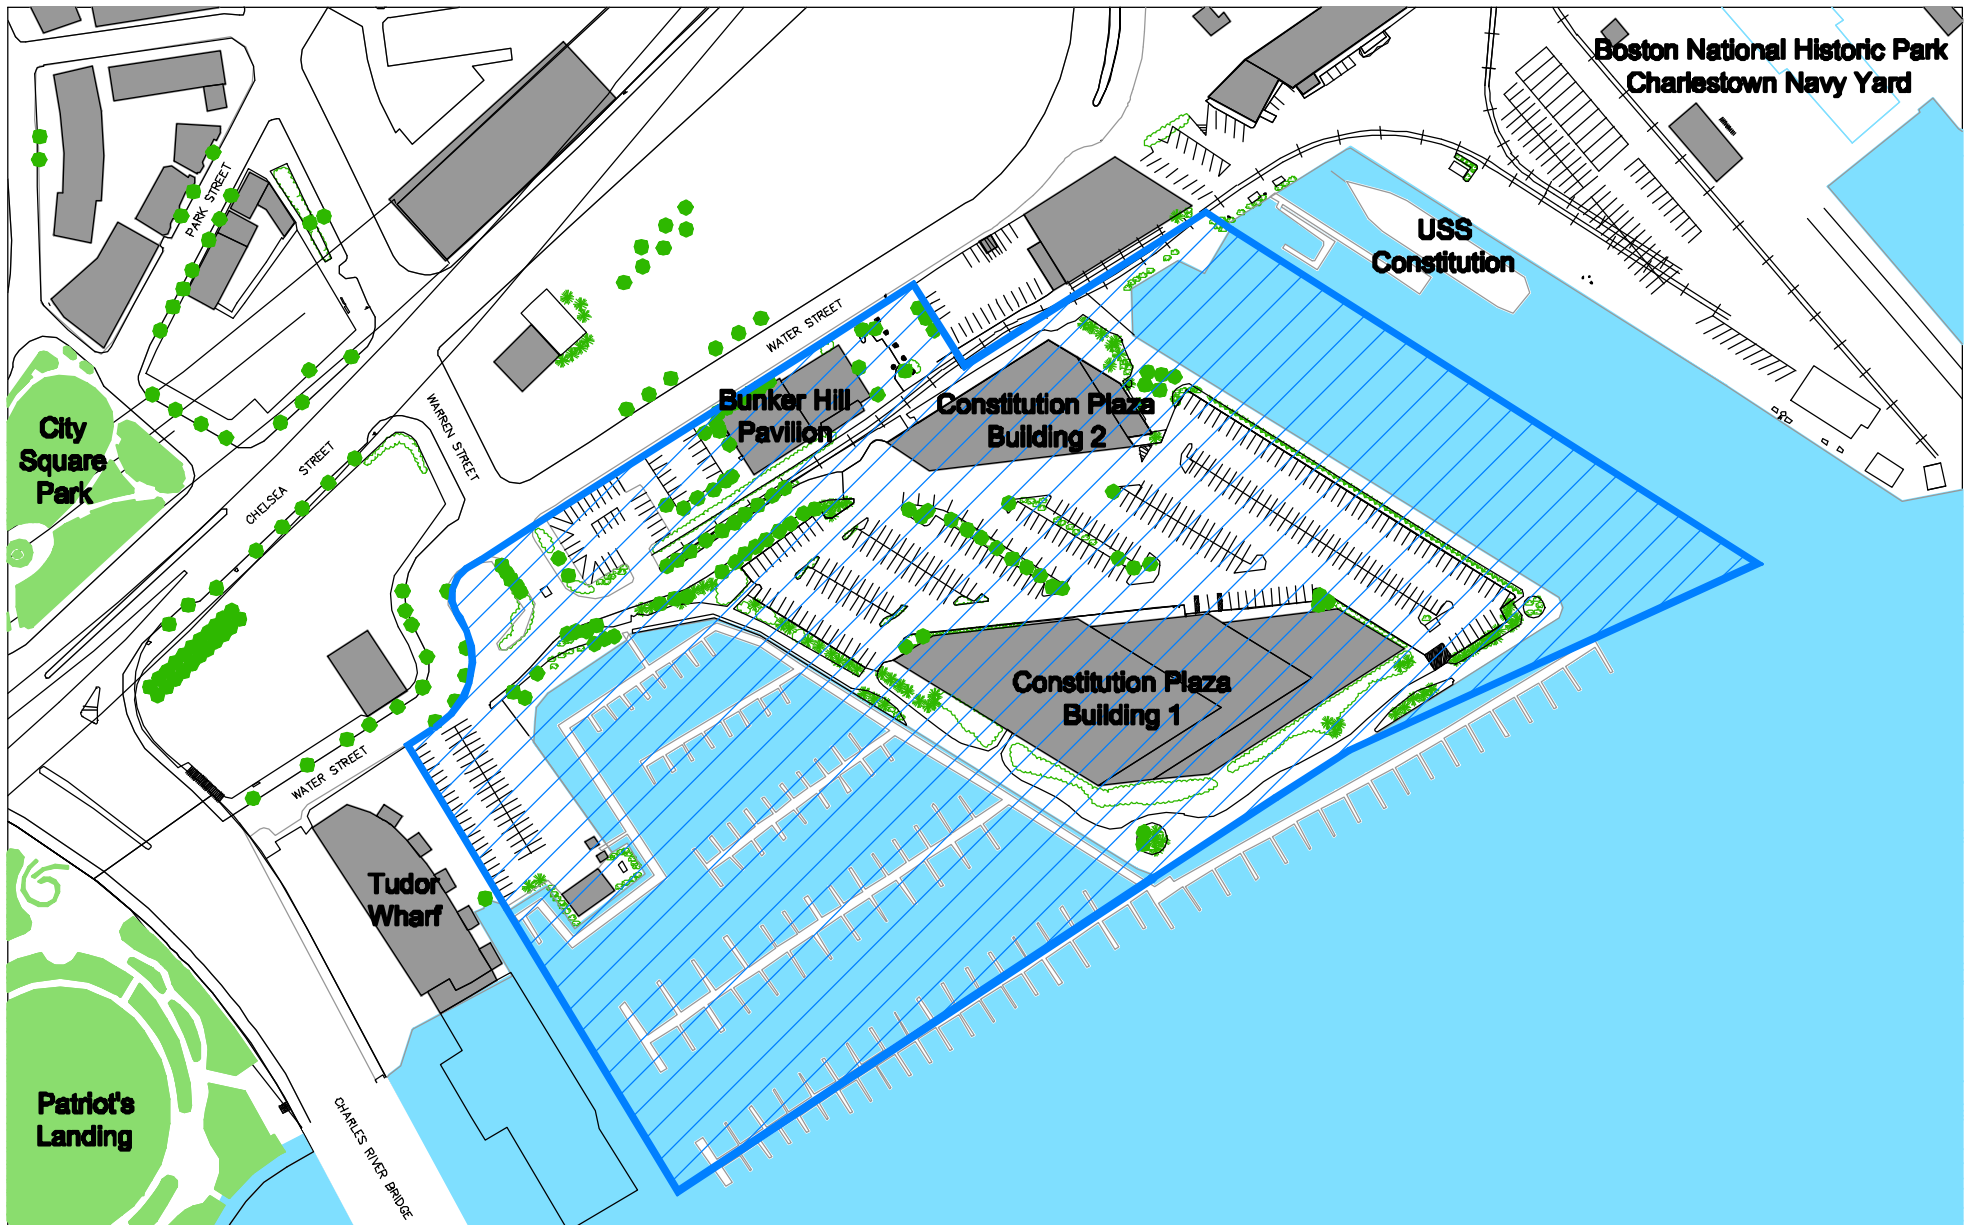 Boston National Historic Park
Charlestown Navy Yard
PARK STREET
USS
Constitution
WATER STREET
Bunker Hill
Pavilion
Constitution Plaza
Building 2
City
Square
Park
WARREN STREET
CHELSEA STREET
Constitution Plaza
Building 1
WATER STREET
Tudor
Wharf
Patriot's
Landing
CHARLES RIVER BRIDGE